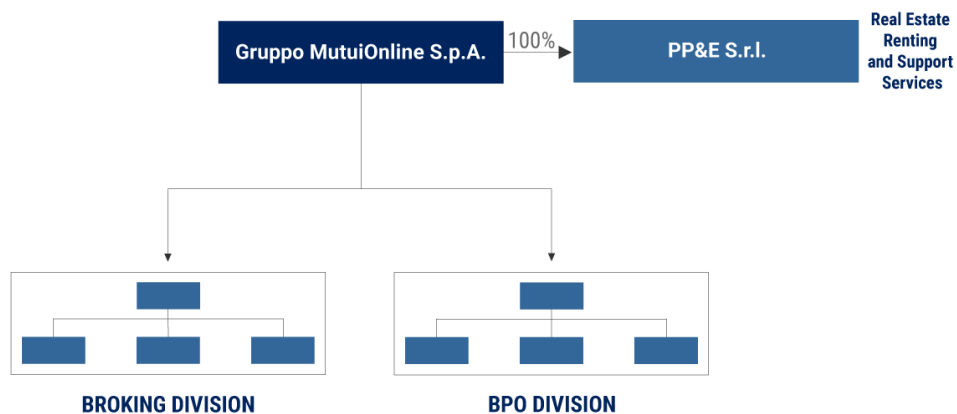 Gruppo MutuiOnline S.p.A.
100%
PP&E S.r.l.
Real Estate
Renting
and Support
Services
BROKING DIVISION
BPO DIVISION